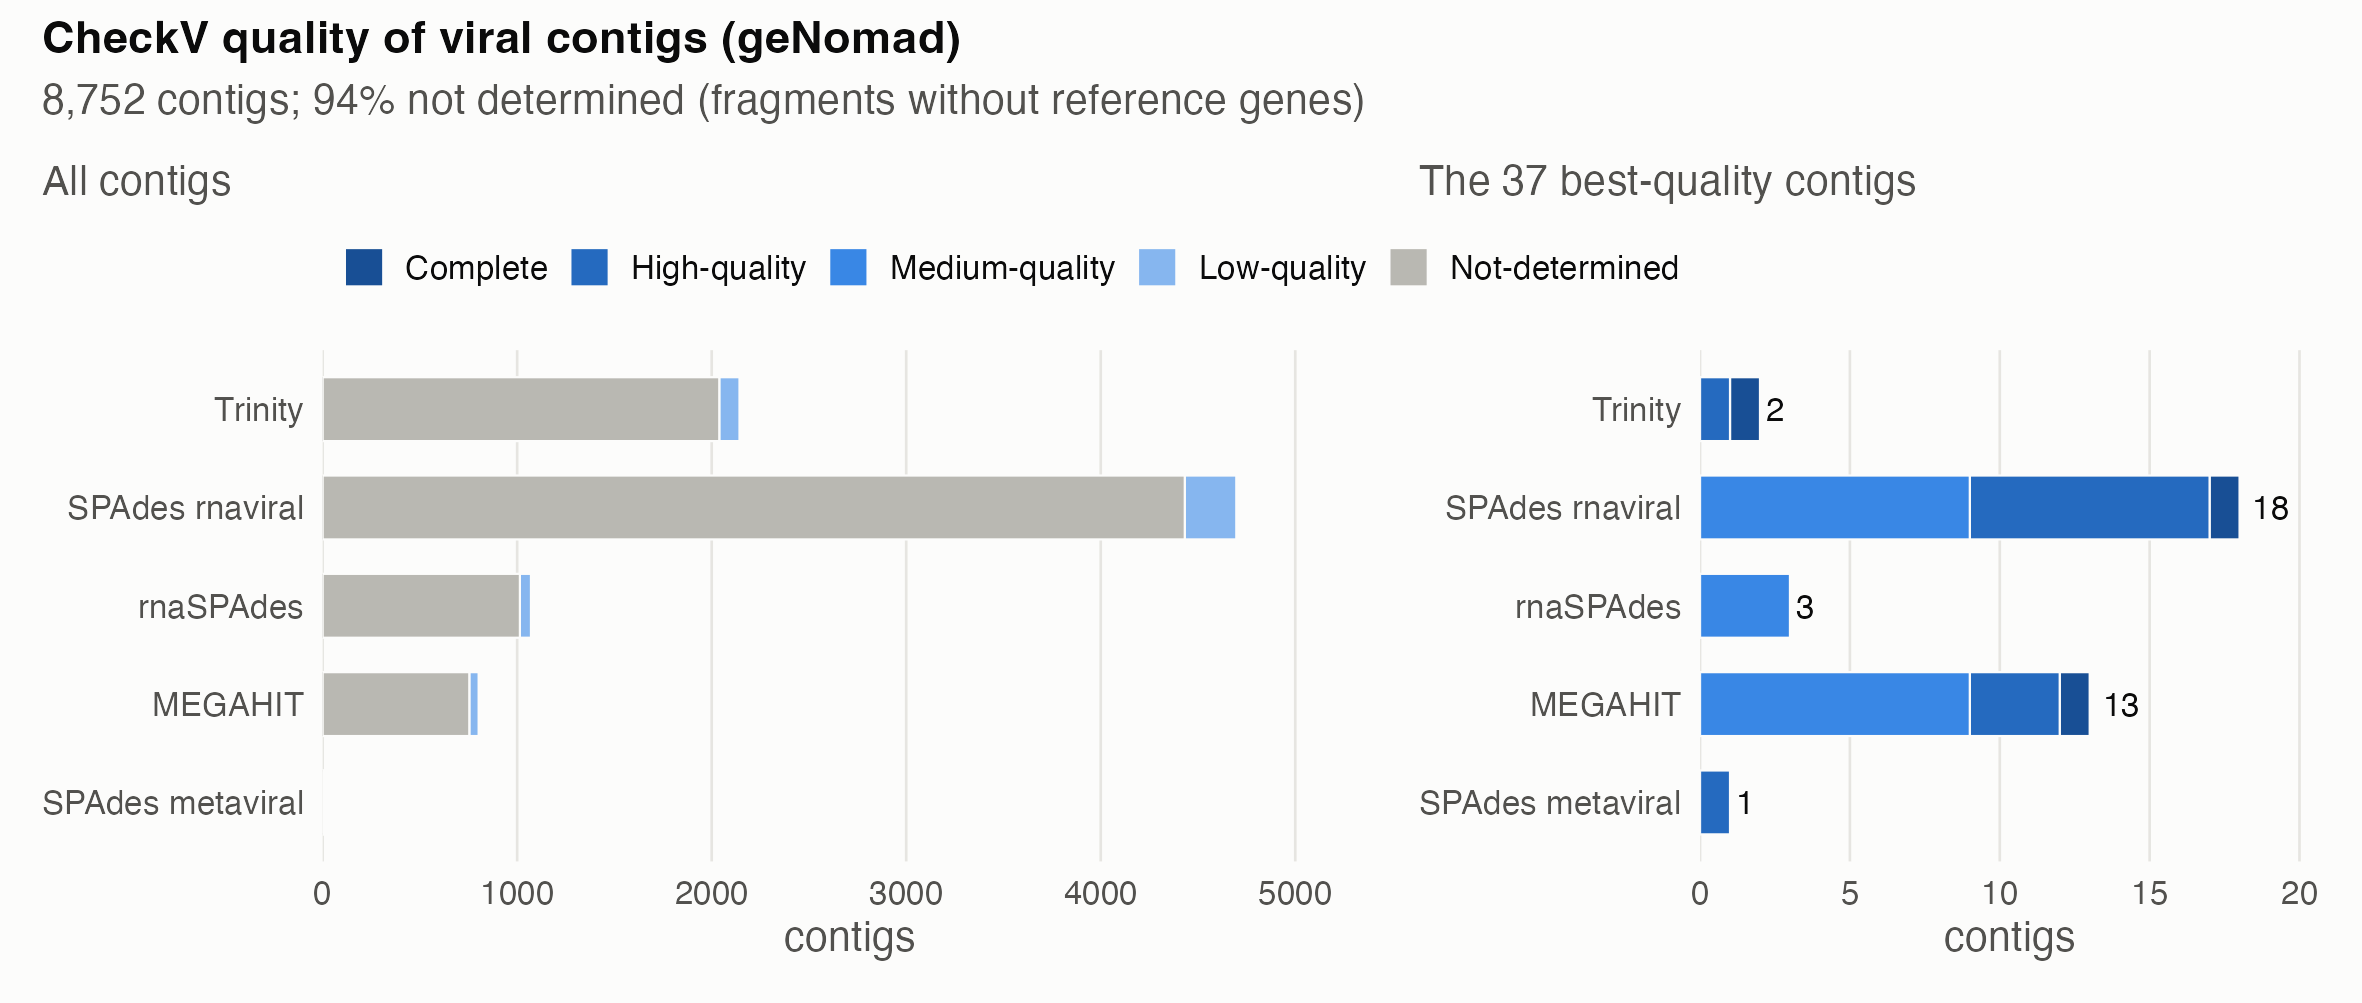 CheckV quality of viral contigs (geNomad)
8,752 contigs; 94% not determined (fragments without reference genes)
All contigs
The 37 best-quality contigs
Complete
High-quality
Medium-quality
Low-quality
Not-determined
Trinity
SPAdes rnaviral
rnaSPAdes
MEGAHIT
SPAdes metaviral
0 1000 2000 3000 4000 5000
contigs
Trinity 2
SPAdes rnaviral 18
rnaSPAdes 3
MEGAHIT 13
SPAdes metaviral 1
0 5 10 15 20
contigs